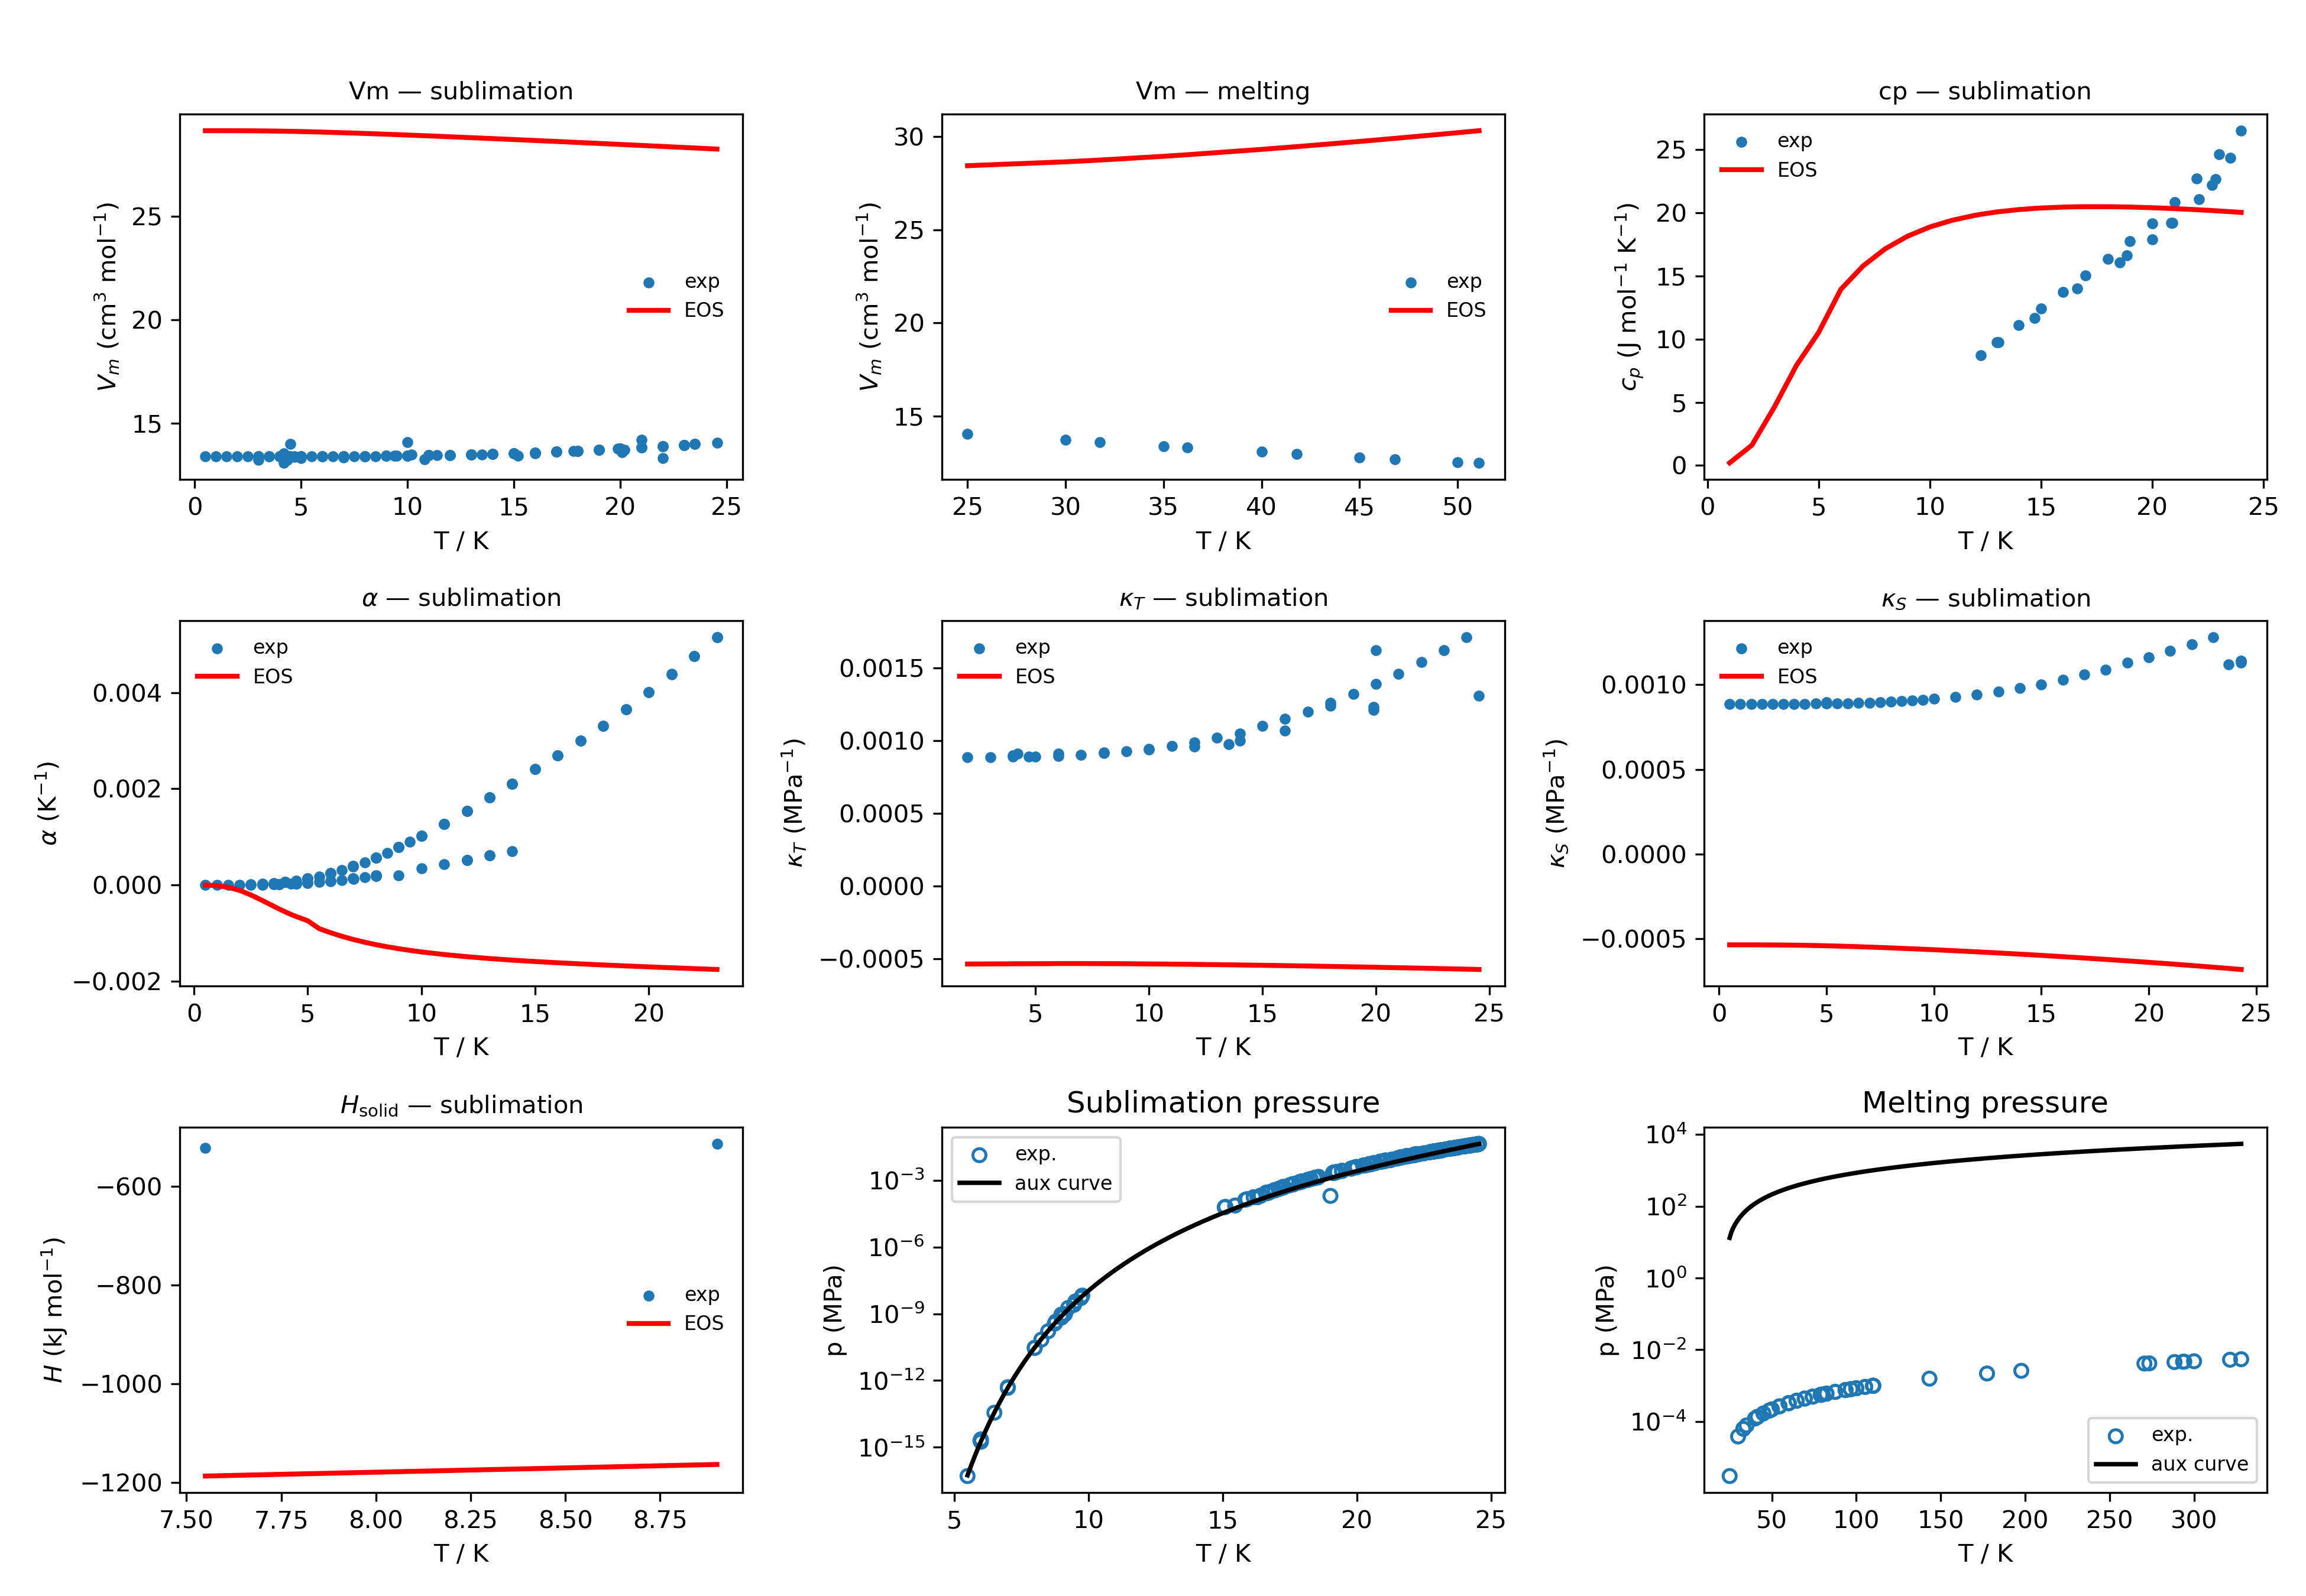 Vm — sublimation
V_m (cm³ mol⁻¹)
25
20
15
exp
EOS
0 5 10 15 20 25
T / K
Vm — melting
V_m (cm³ mol⁻¹)
30
25
20
15
exp
EOS
25 30 35 40 45 50
T / K
cp — sublimation
c_p (J mol⁻¹ K⁻¹)
25
20
15
10
5
0
exp
EOS
0 5 10 15 20 25
T / K
α — sublimation
α (K⁻¹)
0.004
0.002
0.000
−0.002
exp
EOS
0 5 10 15 20
T / K
κ_T — sublimation
κ_T (MPa⁻¹)
0.0015
0.0010
0.0005
0.0000
−0.0005
exp
EOS
5 10 15 20 25
T / K
κ_S — sublimation
κ_S (MPa⁻¹)
0.0010
0.0005
0.0000
−0.0005
exp
EOS
0 5 10 15 20 25
T / K
H_solid — sublimation
H (kJ mol⁻¹)
−600
−800
−1000
−1200
exp
EOS
7.50 7.75 8.00 8.25 8.50 8.75
T / K
Sublimation pressure
p (MPa)
10⁻³
10⁻⁶
10⁻⁹
10⁻¹²
10⁻¹⁵
exp.
aux curve
5 10 15 20 25
T / K
Melting pressure
p (MPa)
10⁴
10²
10⁰
10⁻²
10⁻⁴
exp.
aux curve
50 100 150 200 250 300
T / K